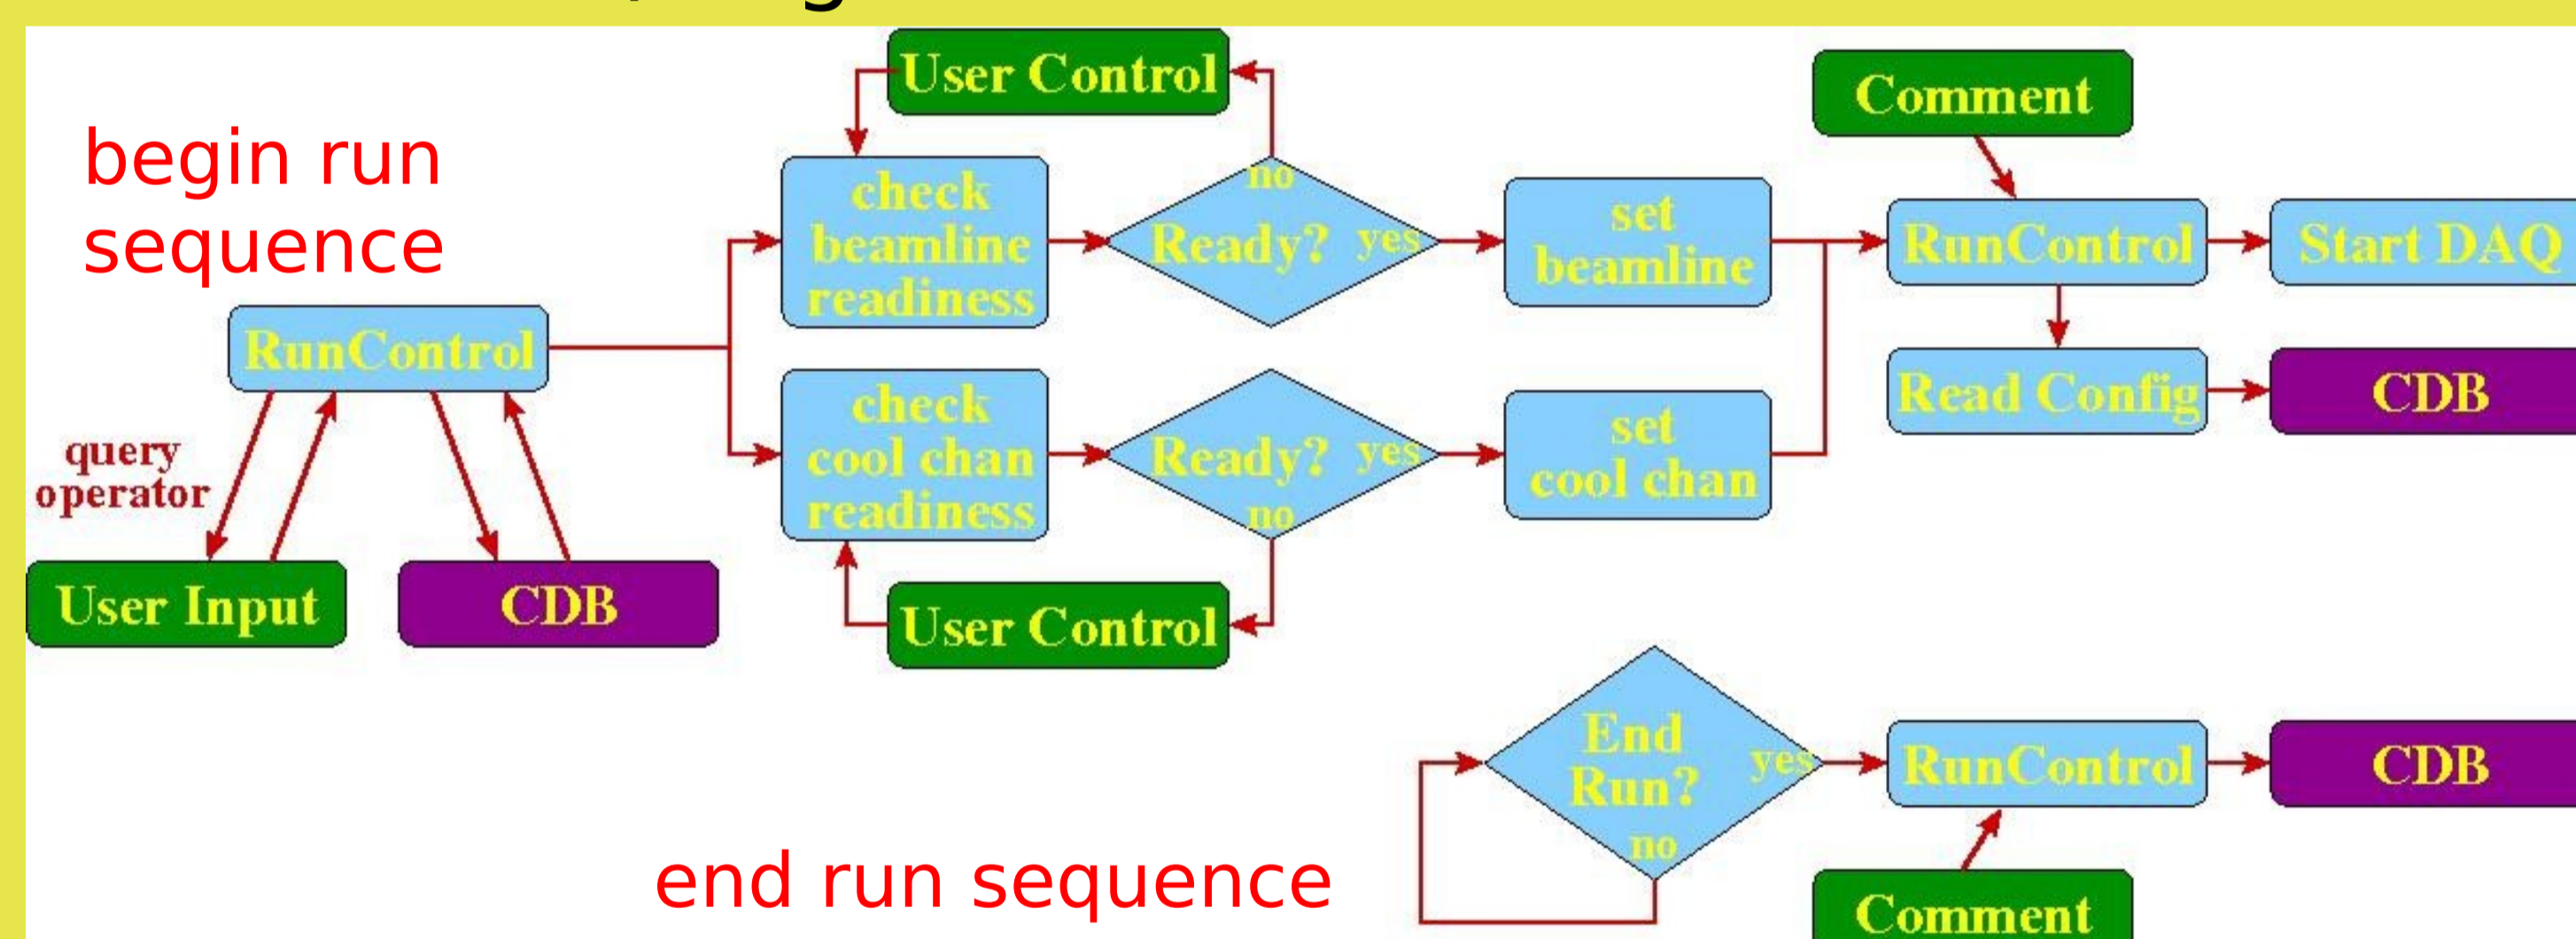 begin run
sequence
RunControl
query
operator
User Input
CDB
User Control
check
beamline
readiness
no
Ready? yes
set
beamline
check
cool chan
readiness
Ready? yes
no
set
cool chan
User Control
Comment
RunControl
Start DAQ
Read Config
CDB
End
Run?
yes
no
RunControl
CDB
Comment
end run sequence